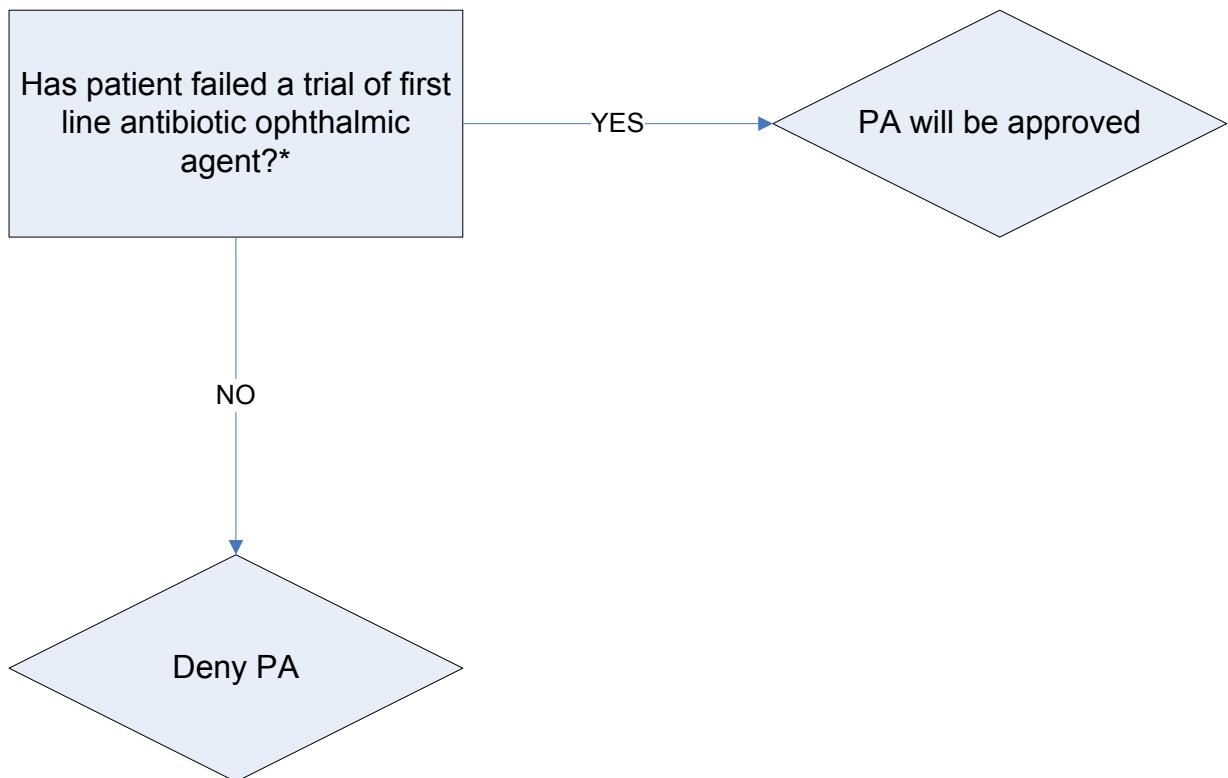 Has patient failed a trial of first
line antibiotic ophthalmic
agent?*
YES
PA will be approved
NO
Deny PA